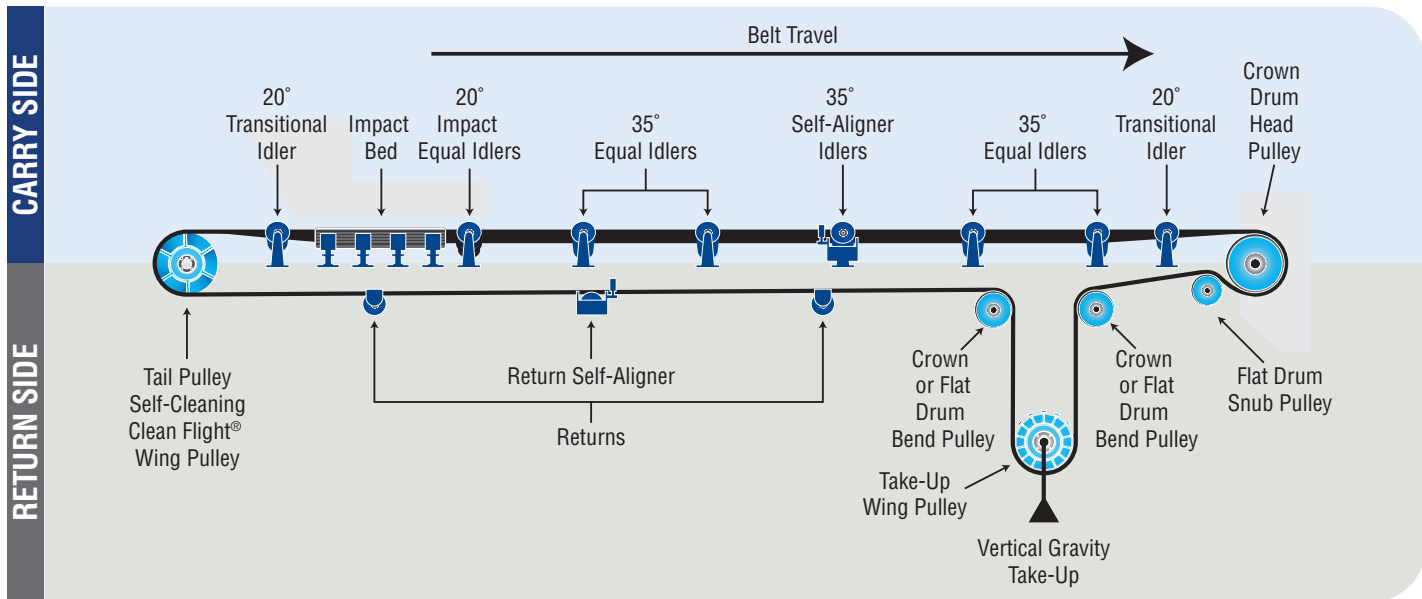 CARRY SIDE
Belt Travel
20°
Transitional
Idler
Impact
Bed
20°
Impact
Equal Idlers
35°
Equal Idlers
35°
Self-Aligner
Idlers
35°
Equal Idlers
20°
Transitional
Idler
Crown
Drum
Head
Pulley
RETURN SIDE
Tail Pulley
Self-Cleaning
Clean Flight®
Wing Pulley
Return Self-Aligner
Returns
Crown
or Flat
Drum
Bend Pulley
Take-Up
Wing Pulley
Vertical Gravity
Take-Up
Crown
or Flat
Drum
Bend Pulley
Flat Drum
Snub Pulley